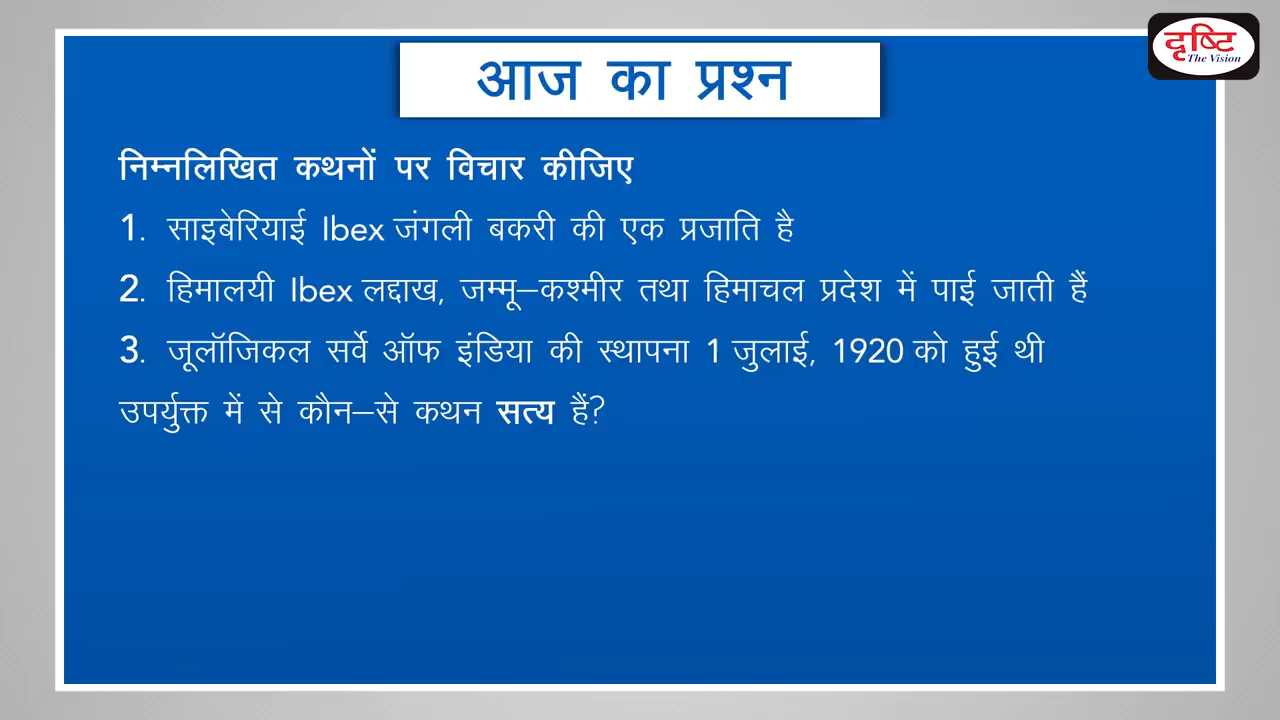 दृष्टि
The Vision
आज का प्रश्न
निम्नलिखित कथनों पर विचार कीजिए
1. साइबेरियाई Ibex जंगली बकरी की एक प्रजाति है
2. हिमालयी Ibex लद्दाख, जम्मू–कश्मीर तथा हिमाचल प्रदेश में पाई जाती हैं
3. जूलॉजिकल सर्वे ऑफ इंडिया की स्थापना 1 जुलाई, 1920 को हुई थी
उपर्युक्त में से कौन–से कथन सत्य हैं?